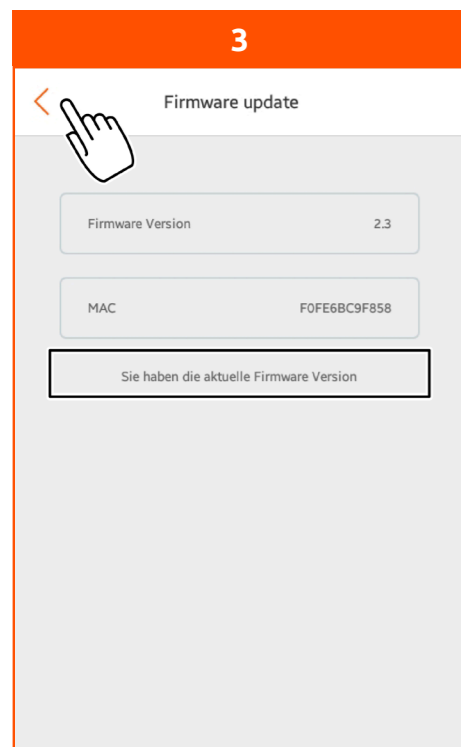 3
Firmware update
Firmware Version 2.3
MAC F0FE6BC9F858
Sie haben die aktuelle Firmware Version